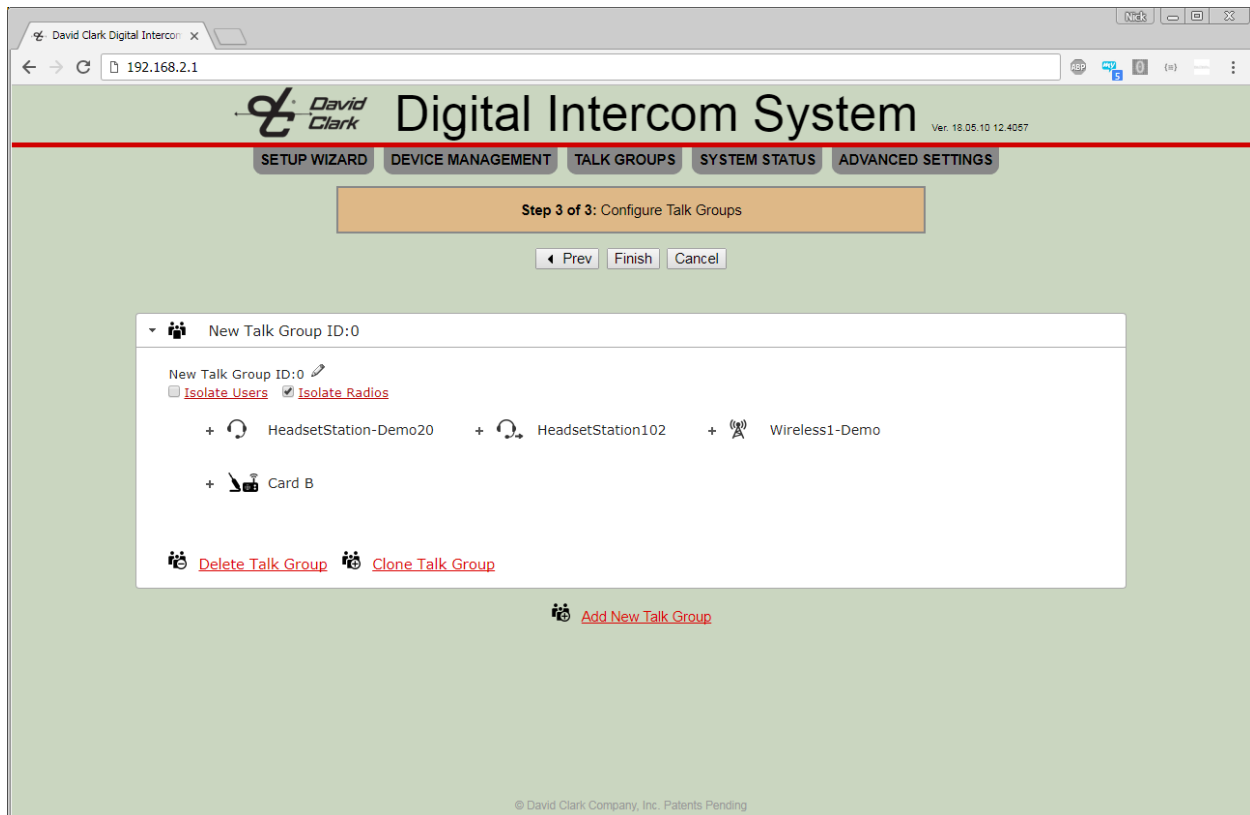 Nick
David Clark Digital Intercon
192.168.2.1
ABP
5
David Clark
Digital Intercom System
Ver. 18.05.10 12.4057
SETUP WIZARD DEVICE MANAGEMENT TALK GROUPS SYSTEM STATUS ADVANCED SETTINGS
Step 3 of 3: Configure Talk Groups
Prev Finish Cancel
New Talk Group ID:0
New Talk Group ID:0
Isolate Users Isolate Radios
+ HeadsetStation-Demo20 + HeadsetStation102 + Wireless1-Demo
+ Card B
Delete Talk Group Clone Talk Group
Add New Talk Group
© David Clark Company, Inc. Patents Pending